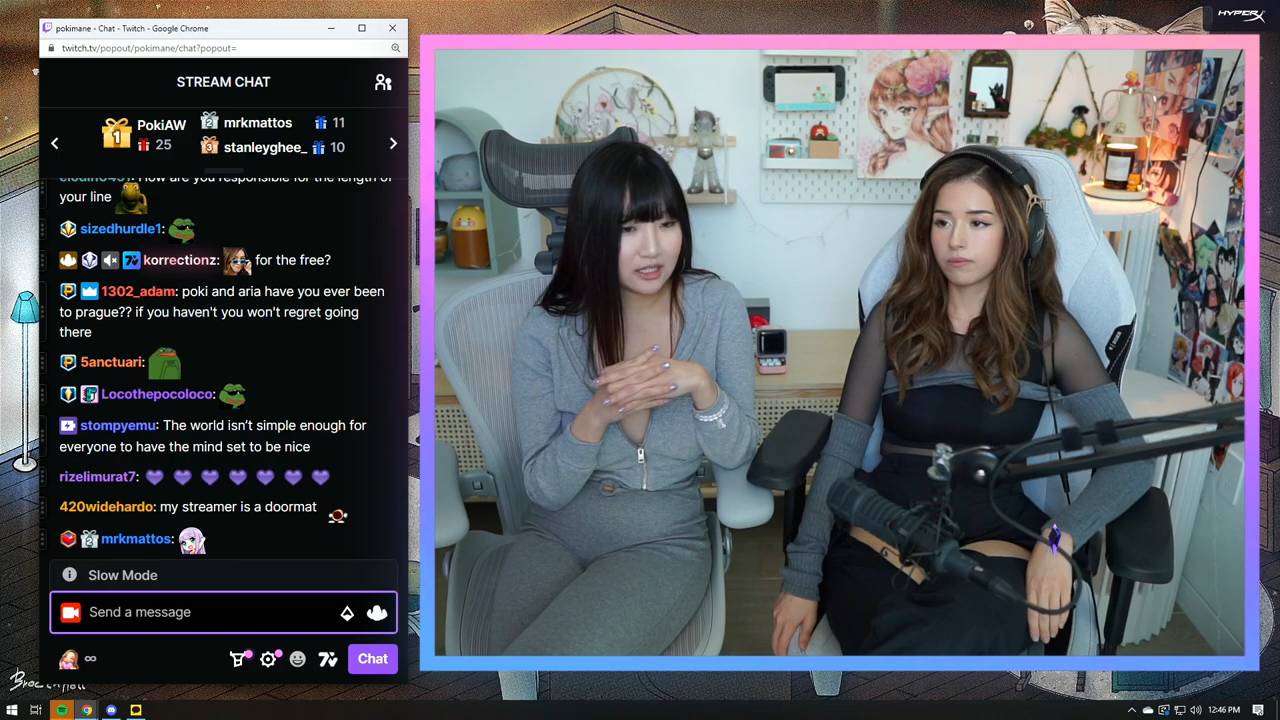 pokimane - Chat - Twitch - Google Chrome
twitch.tv/popout/pokimane/chat?popout=
HYPERX
STREAM CHAT
1 PokiAW 25
2 mrkmattos 11
3 stanleyghee_ 10
your line
sizedhurdle1:
korrectionz: for the free?
1302_adam: poki and aria have you ever been
to prague?? if you haven't you won't regret going
there
5anctuari:
Locothepocoloco:
stompyemu: The world isn't simple enough for
everyone to have the mind set to be nice
rizelimurat7:
420widehardo: my streamer is a doormat
2 mrkmattos:
Slow Mode
Send a message
Chat
12:46 PM